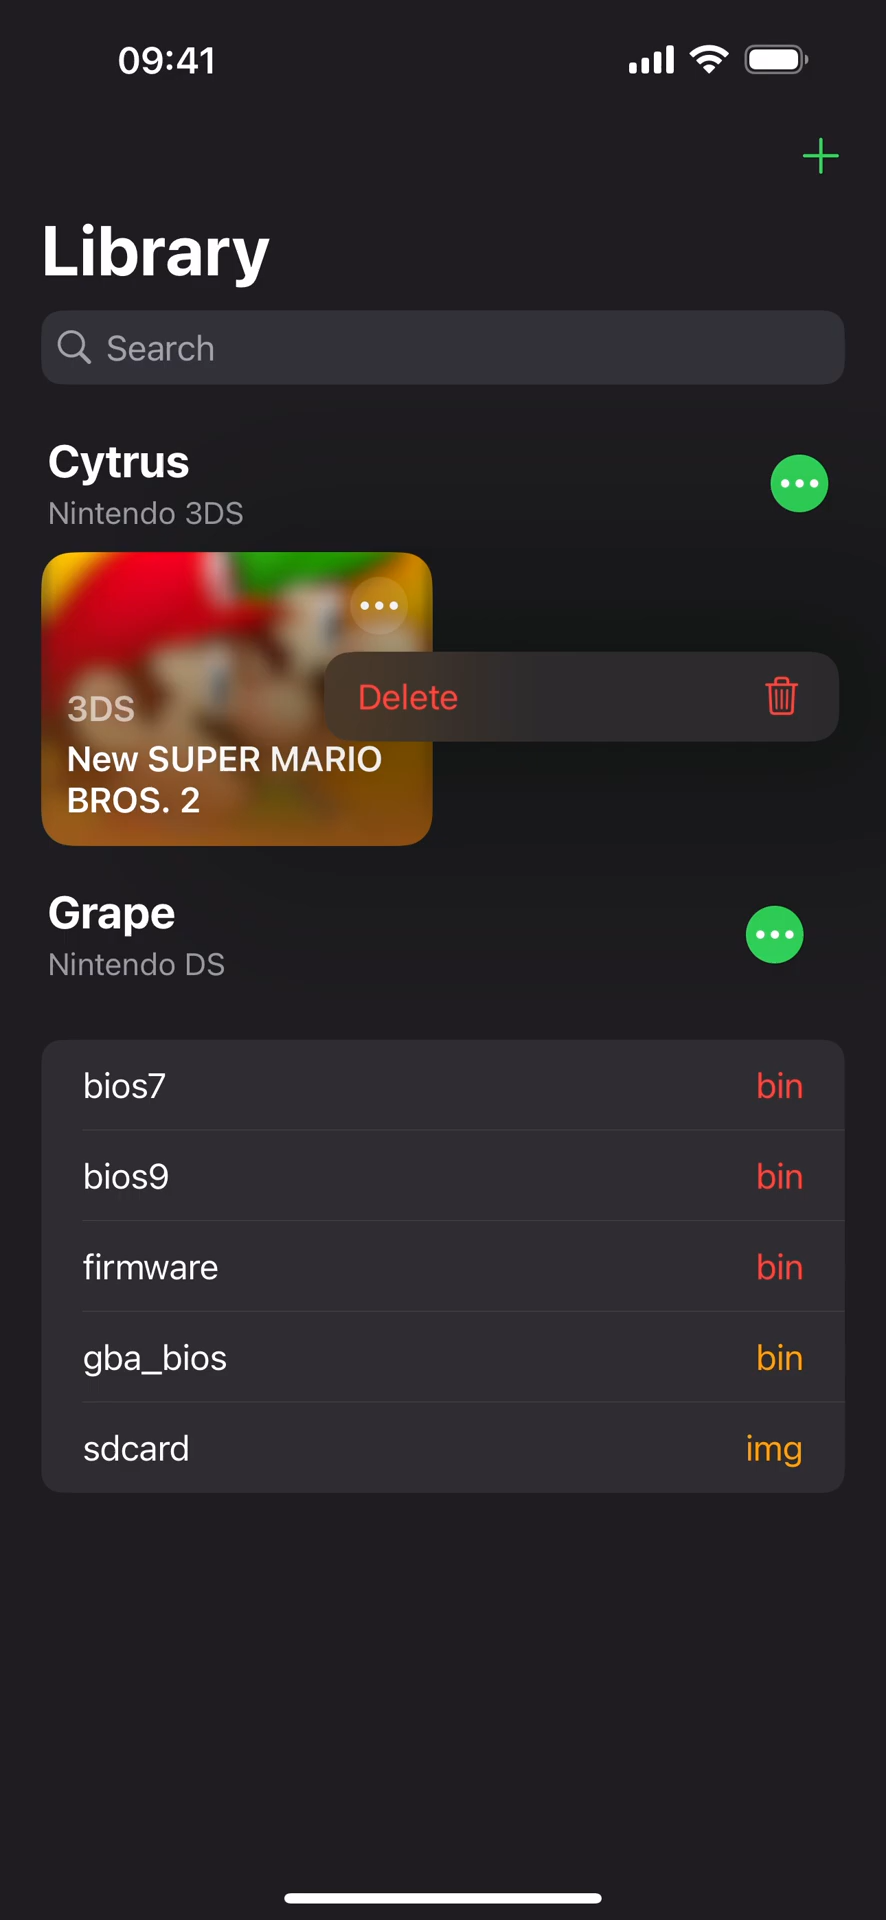 09:41
Library
Search
Cytrus
Nintendo 3DS
Delete
3DS
New SUPER MARIO
BROS. 2
Grape
Nintendo DS
bios7 bin
bios9 bin
firmware bin
gba_bios bin
sdcard img